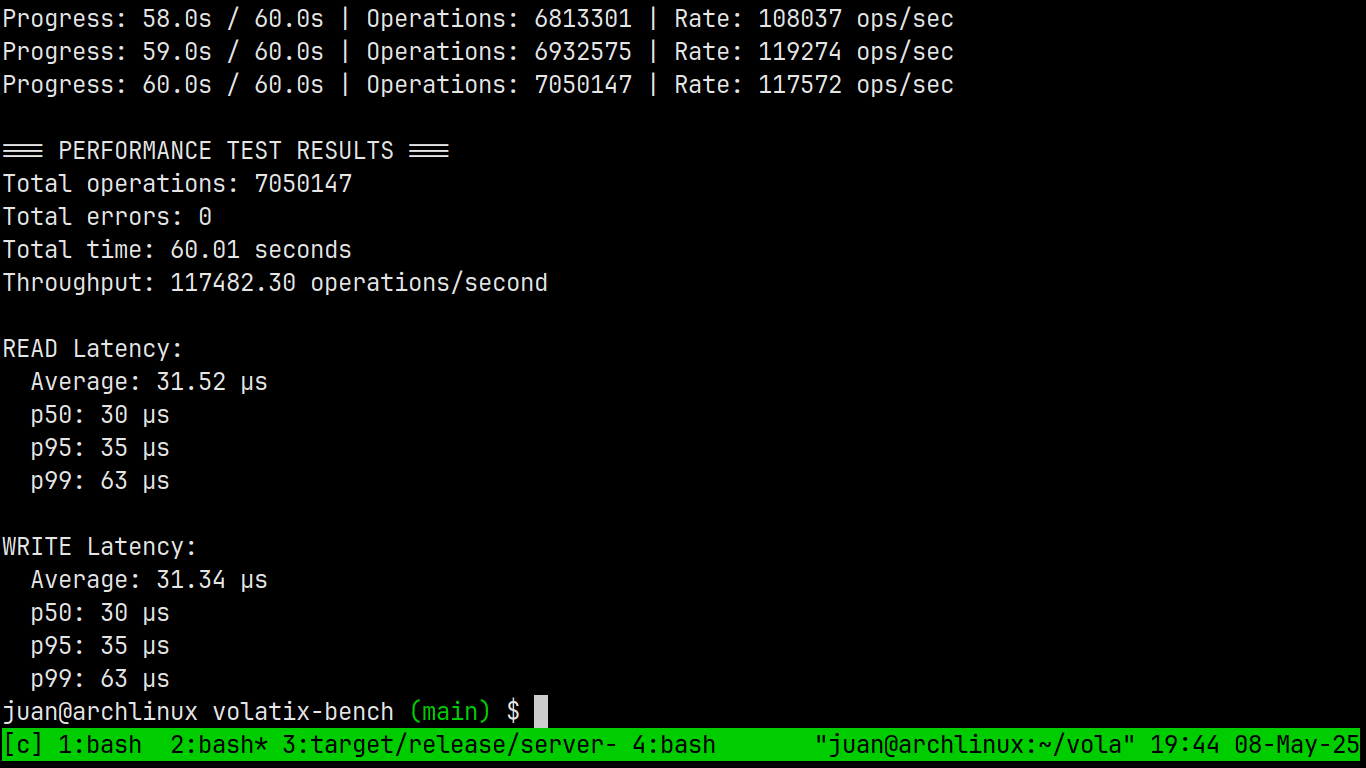 Progress: 58.0s / 60.0s | Operations: 6813301 | Rate: 108037 ops/sec
Progress: 59.0s / 60.0s | Operations: 6932575 | Rate: 119274 ops/sec
Progress: 60.0s / 60.0s | Operations: 7050147 | Rate: 117572 ops/sec
=== PERFORMANCE TEST RESULTS ===
Total operations: 7050147
Total errors: 0
Total time: 60.01 seconds
Throughput: 117482.30 operations/second
READ Latency:
  Average: 31.52 µs
  p50: 30 µs
  p95: 35 µs
  p99: 63 µs
WRITE Latency:
  Average: 31.34 µs
  p50: 30 µs
  p95: 35 µs
  p99: 63 µs
juan@archlinux volatix-bench (main) $
[c] 1:bash  2:bash* 3:target/release/server- 4:bash       "juan@archlinux:~/vola" 19:44 08-May-25